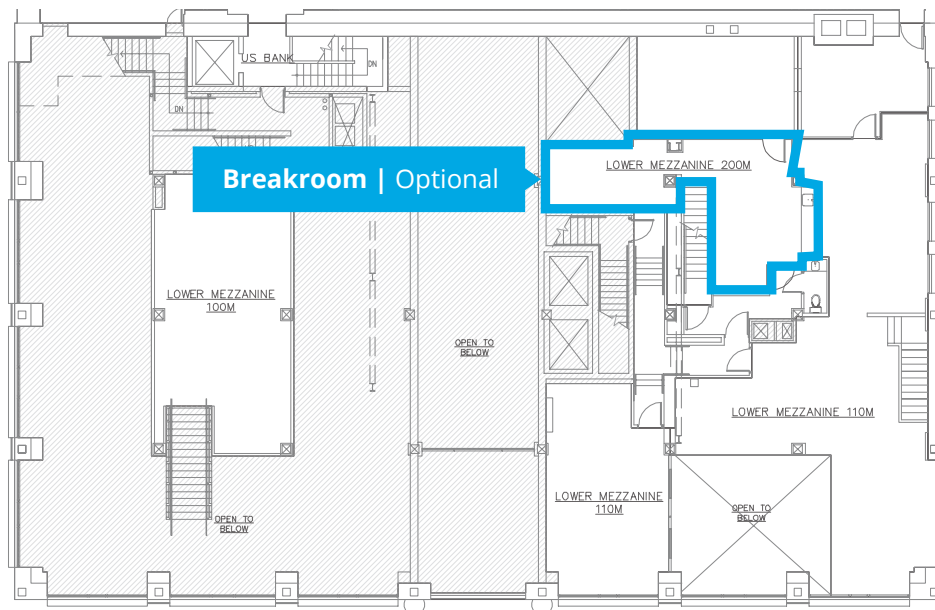 US BANK
DN
DN
LOWER MEZZANINE 200M
Breakroom | Optional
LOWER MEZZANINE
100M
OPEN TO
BELOW
LOWER MEZZANINE 110M
LOWER MEZZANINE
110M
OPEN TO
BELOW
OPEN TO
BELOW